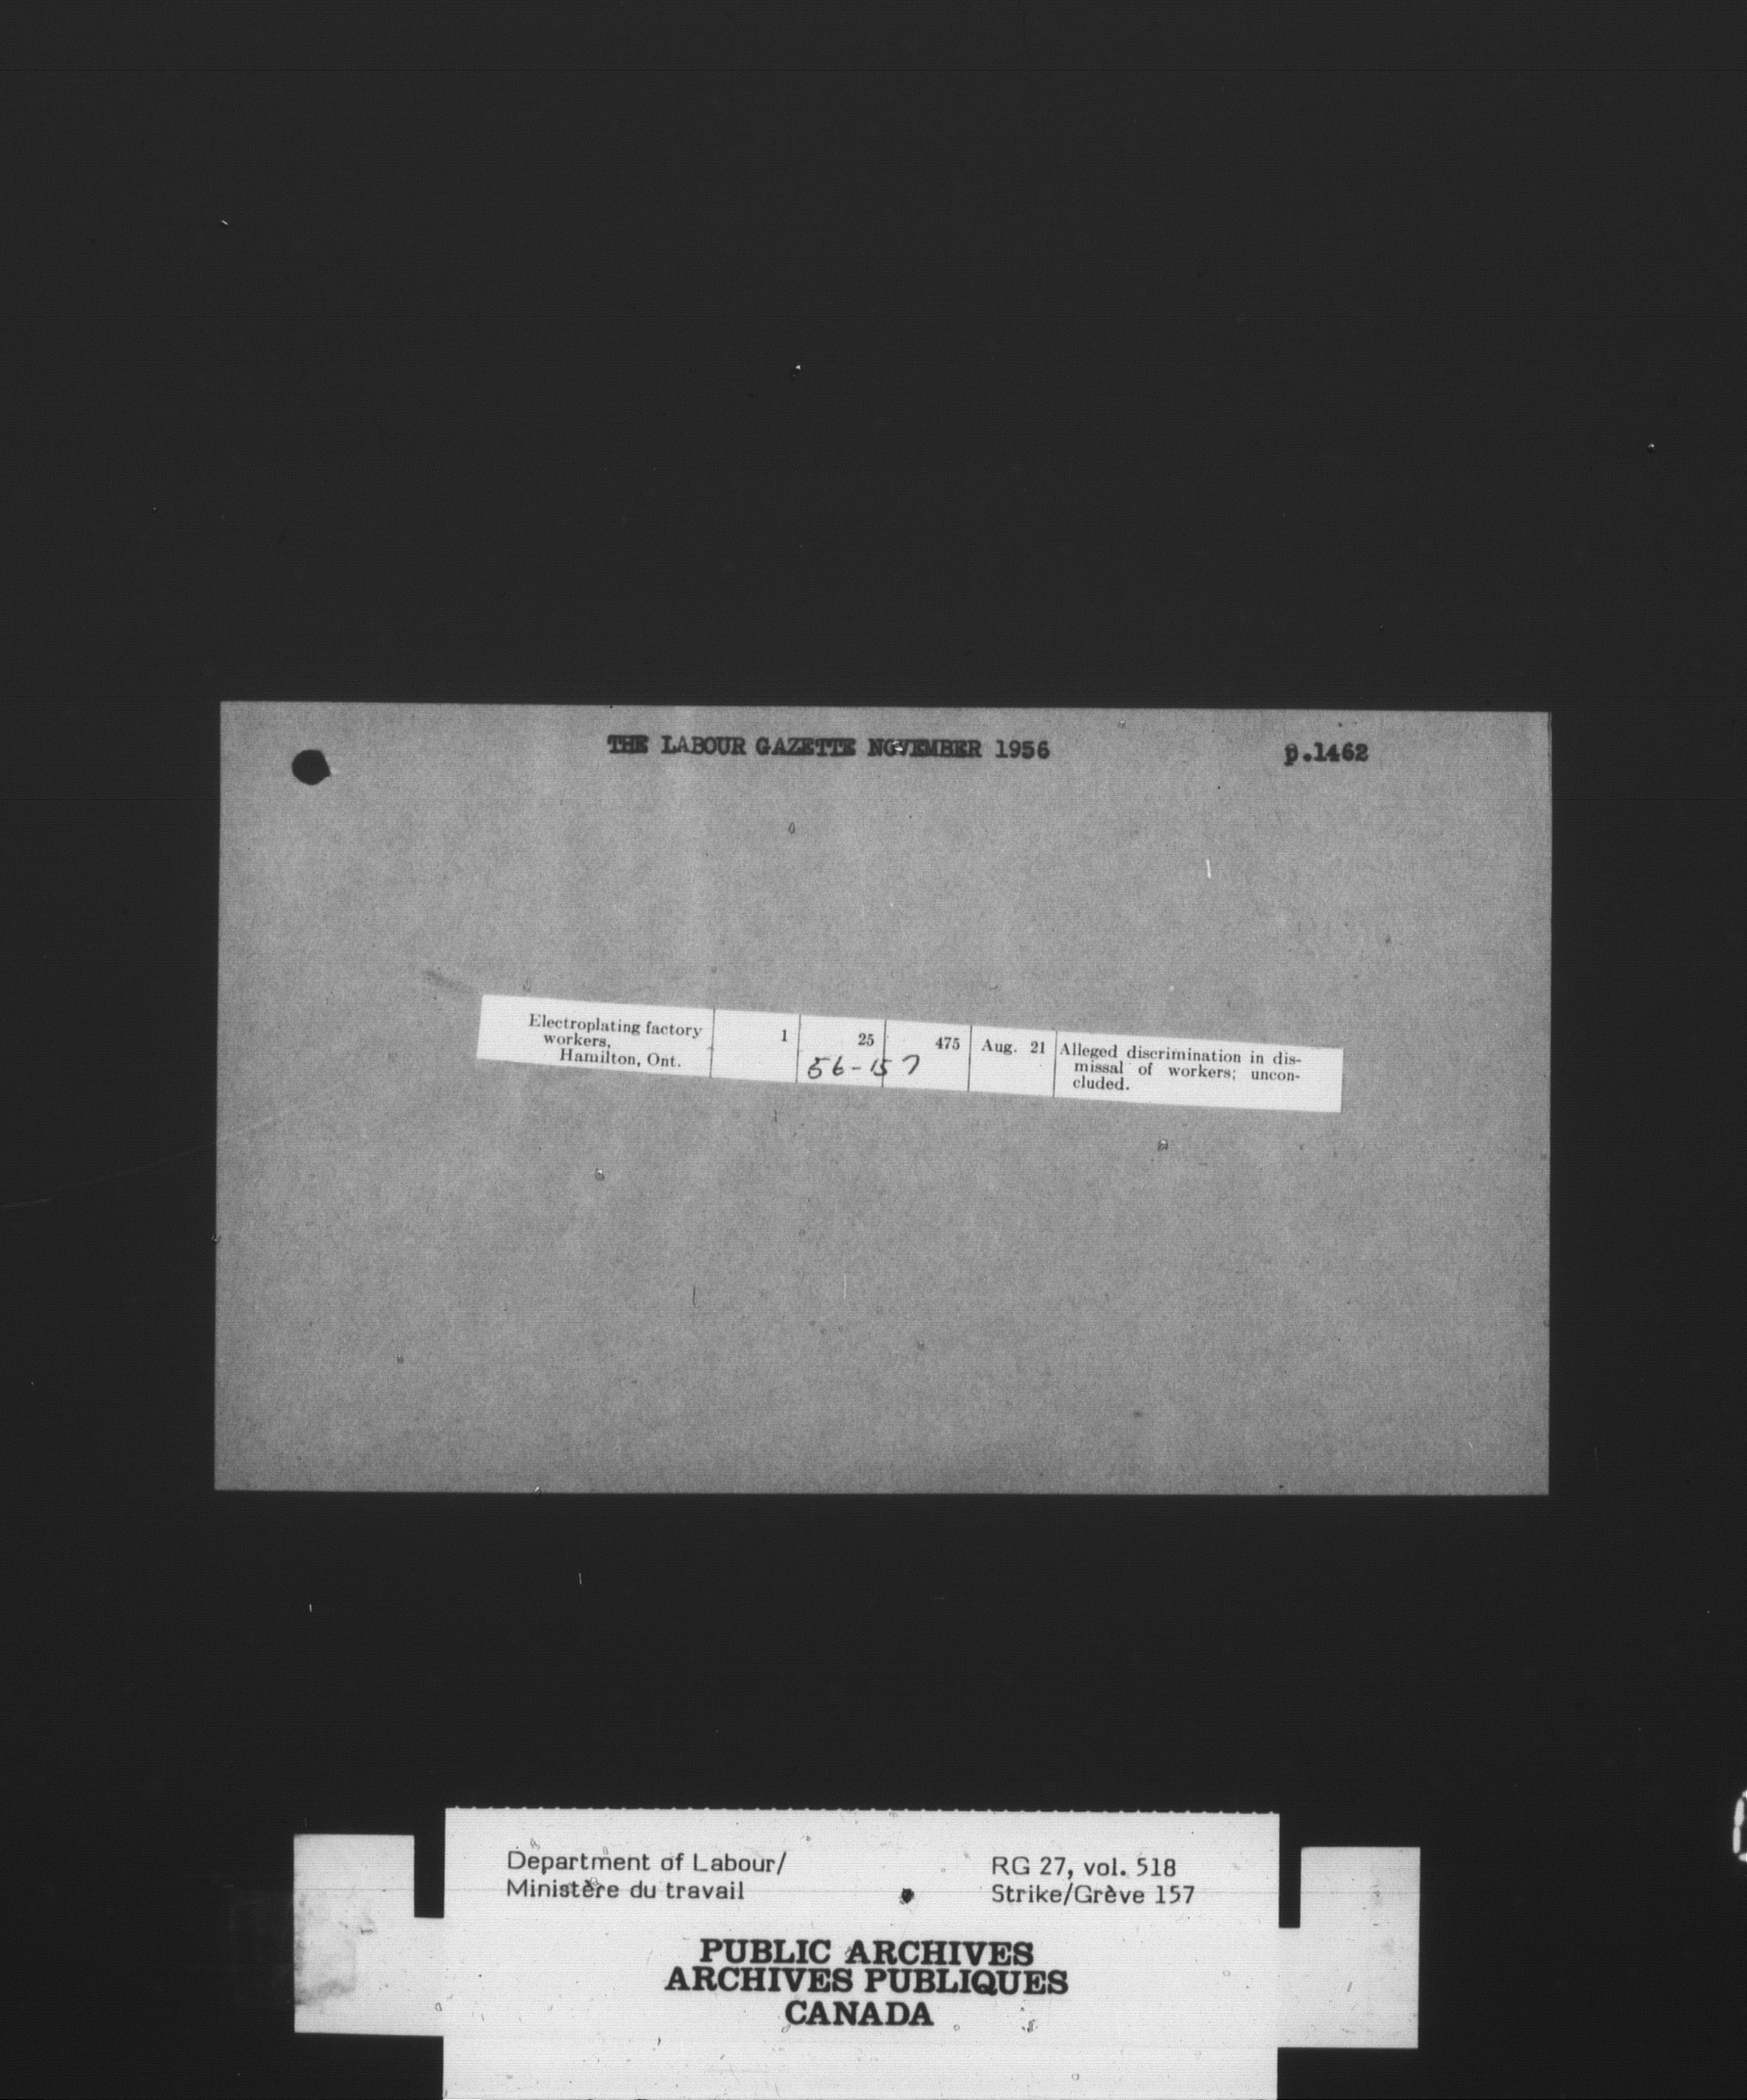 THE LABOUR GAZETTE NOVEMBER 1956 p.1462
Electroplating factory 1 25 475 Aug. 21 Alleged discrimination in dis-
workers, missal of workers; uncon-
Hamilton, Ont. cluded.
56-157
Department of Labour/ RG 27, vol. 518
Ministère du travail Strike/Grève 157
PUBLIC ARCHIVES
ARCHIVES PUBLIQUES
CANADA